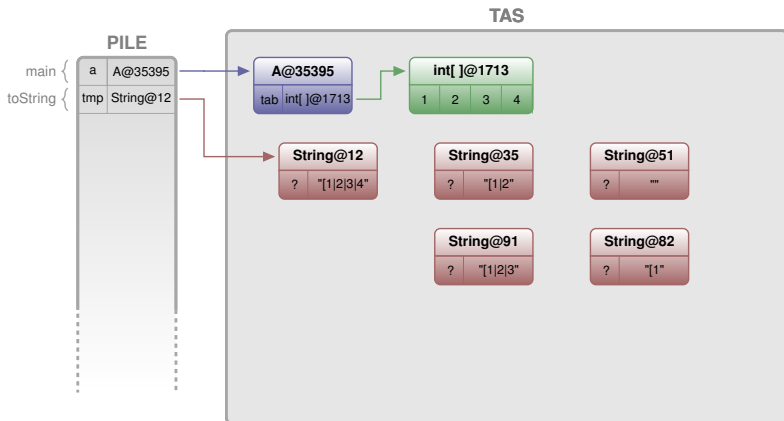 TAS
PILE
main { a A@35395
toString { tmp String@12
A@35395
tab int[ ]@1713
int[ ]@1713
1 2 3 4
String@12
? "[1|2|3|4"
String@35
? "[1|2"
String@51
? ""
String@91
? "[1|2|3"
String@82
? "[1"